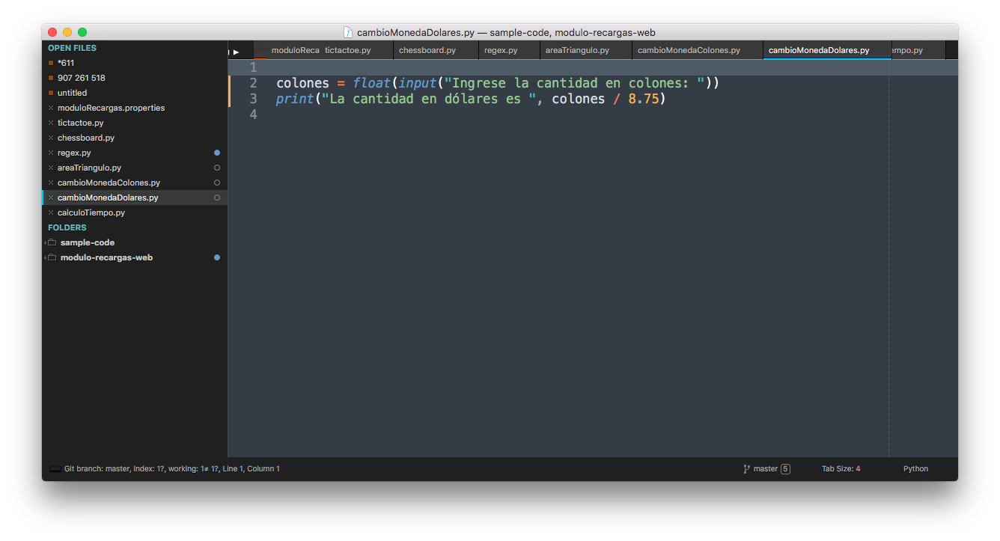 cambioMonedaDolares.py — sample-code, modulo-recargas-web
OPEN FILES
*611
907 261 518
untitled
moduloRecargas.properties
tictactoe.py
chessboard.py
regex.py
areaTriangulo.py
cambioMonedaColones.py
cambioMonedaDolares.py
calculoTiempo.py
FOLDERS
sample-code
modulo-recargas-web
moduloReca tictactoe.py chessboard.py regex.py areaTriangulo.py cambioMonedaColones.py cambioMonedaDolares.py empo.py
1
2 colones = float(input("Ingrese la cantidad en colones: "))
3 print("La cantidad en dólares es ", colones / 8.75)
4
Git branch: master, index: 1?, working: 1≠ 1?, Line 1, Column 1 master 5 Tab Size: 4 Python